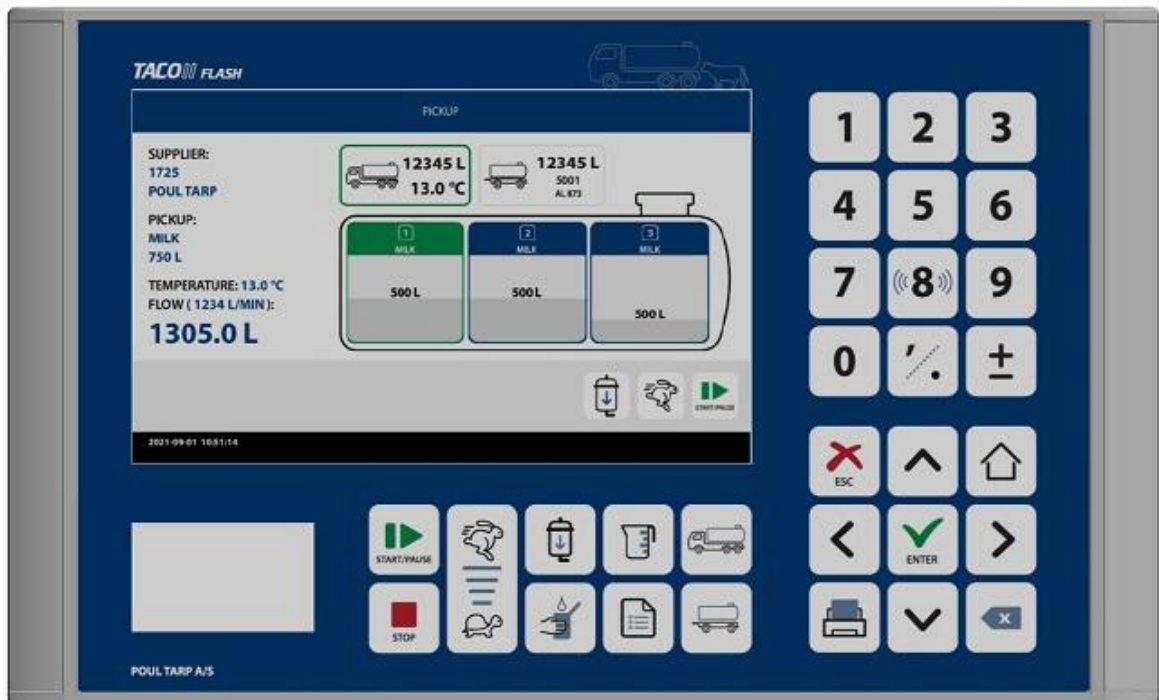 TACO FLASH
PICKUP
SUPPLIER:
1725
POUL TARP
PICKUP:
MILK
750 L
TEMPERATURE: 13.0 °C
FLOW ( 1234 L/MIN ):
1305.0 L
12345 L
13.0 °C
12345 L
5001
AL 873
1
MILK
500 L
2
MILK
500 L
3
MILK
500 L
START/PAUSE
2021-09-01 10:51:14
START/PAUSE
STOP
POUL TARP A/S
1 2 3
4 5 6
7 8 9
0 ’ . ±
ESC
ENTER
X